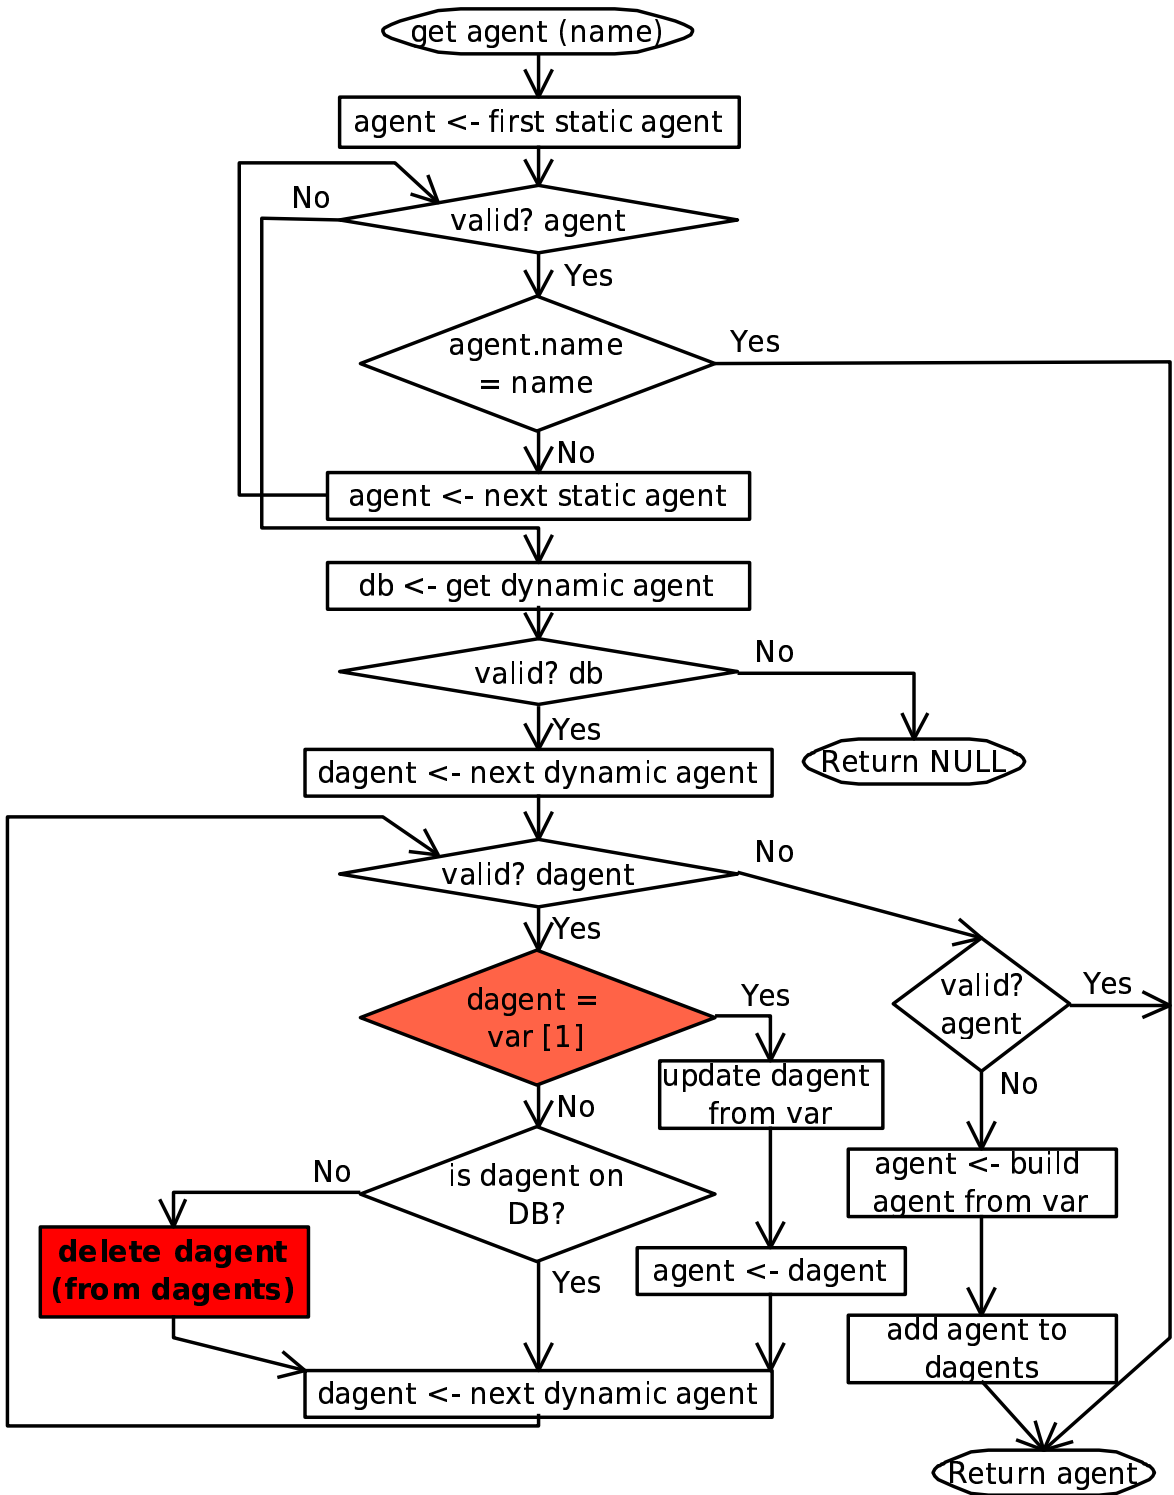 get agent (name)
agent <- first static agent
No
valid? agent
Yes
agent.name
= name
Yes
No
agent <- next static agent
db <- get dynamic agent
valid? db
No
Yes
Return NULL
dagent <- next dynamic agent
valid? dagent
No
Yes
dagent =
var [1]
Yes
valid?
agent
Yes
update dagent
from var
No
No
is dagent on
DB?
No
agent <- build
agent from var
delete dagent
(from dagents)
Yes
agent <- dagent
add agent to
dagents
dagent <- next dynamic agent
Return agent